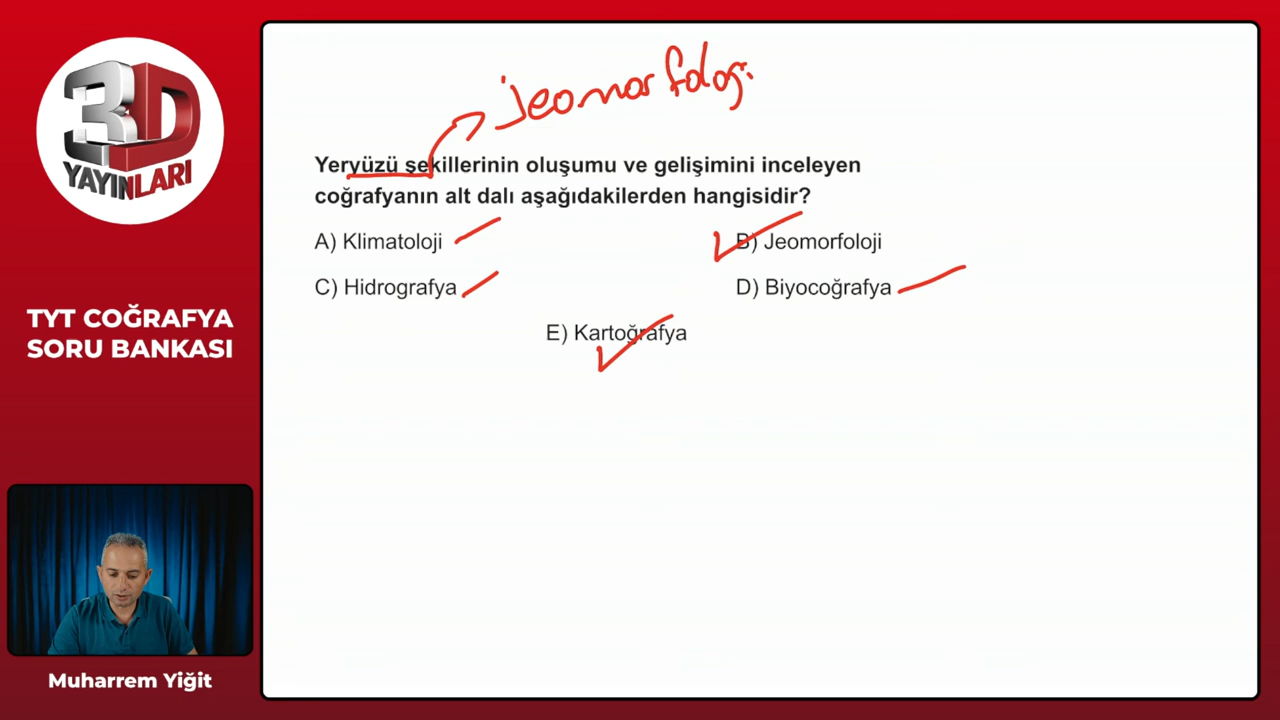 3D
YAYINLARI
TYT COĞRAFYA
SORU BANKASI
Muharrem Yiğit
jeomorfoloji
Yeryüzü şekillerinin oluşumu ve gelişimini inceleyen
coğrafyanın alt dalı aşağıdakilerden hangisidir?
A) Klimatoloji
B) Jeomorfoloji
C) Hidrografya
D) Biyocoğrafya
E) Kartoğrafya